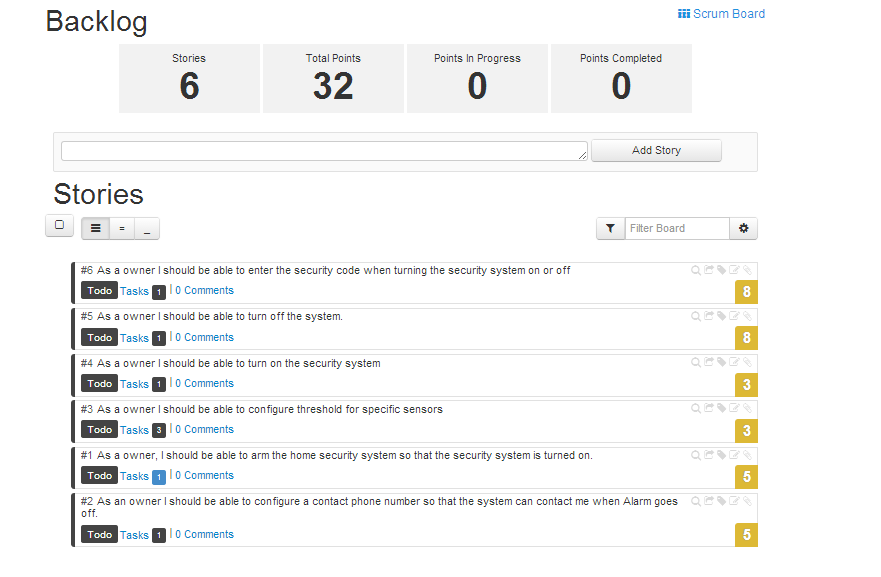 Backlog
Scrum Board
Stories Total Points Points In Progress Points Completed
6 32 0 0
Add Story
Stories
= _ Filter Board
#6 As a owner I should be able to enter the security code when turning the security system on or off
Todo Tasks 1 | 0 Comments 8
#5 As a owner I should be able to turn off the system.
Todo Tasks 1 | 0 Comments 8
#4 As a owner I should be able to turn on the security system
Todo Tasks 1 | 0 Comments 3
#3 As a owner I should be able to configure threshold for specific sensors
Todo Tasks 3 | 0 Comments 3
#1 As a owner, I should be able to arm the home security system so that the security system is turned on.
Todo Tasks 1 | 0 Comments 5
#2 As an owner I should be able to configure a contact phone number so that the system can contact me when Alarm goes
off.
Todo Tasks 1 | 0 Comments 5